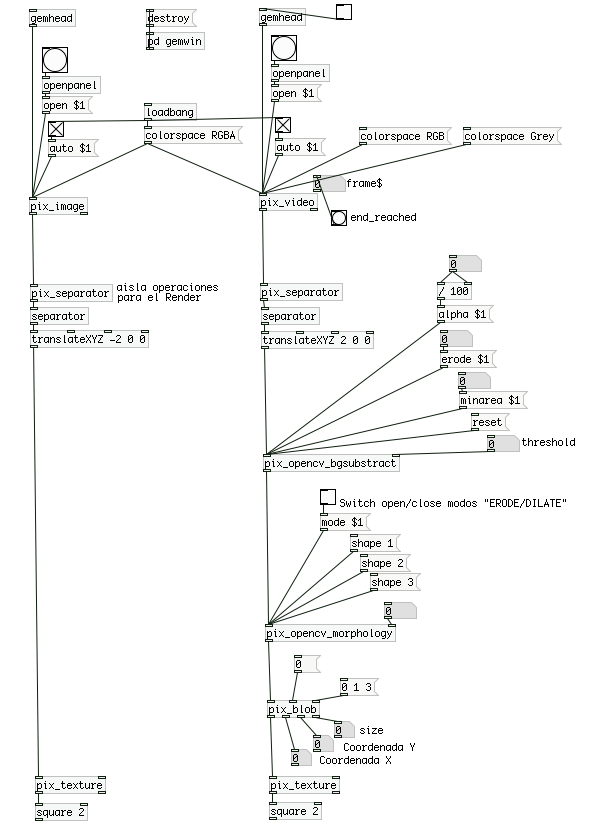 gemhead
destroy
pd gemwin
gemhead
openpanel
open $1
openpanel
open $1
loadbang
auto $1
colorspace RGBA
auto $1
colorspace RGB
colorspace Grey
pix_image
pix_video
0
frame$
end_reached
pix_separator
aisla operaciones
para el Render
separator
translateXYZ -2 0 0
pix_separator
separator
translateXYZ 2 0 0
0
/ 100
alpha $1
0
erode $1
0
minarea $1
reset
0
threshold
pix_opencv_bgsubstract
Switch open/close modos "ERODE/DILATE"
mode $1
shape 1
shape 2
shape 3
0
pix_opencv_morphology
0
0 1 3
pix_blob
0
size
0
Coordenada Y
0
Coordenada X
pix_texture
square 2
pix_texture
square 2